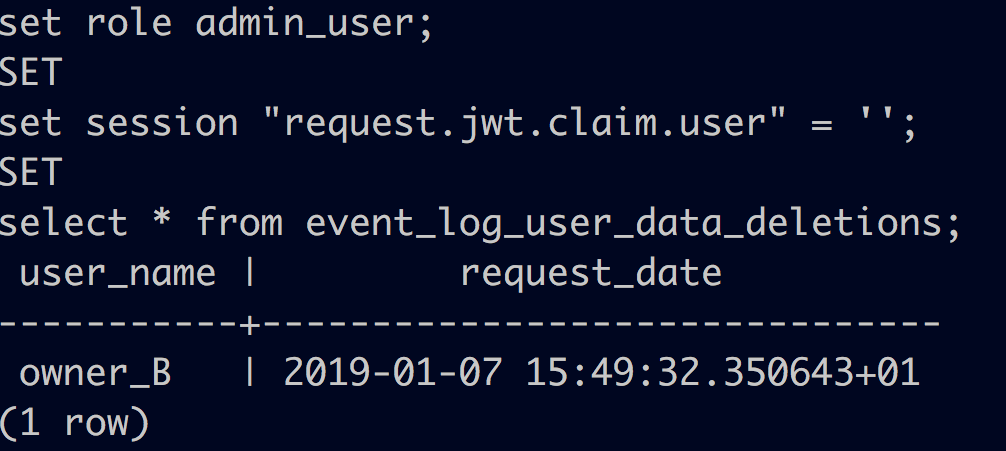 set role admin_user;
SET
set session "request.jwt.claim.user" = '';
SET
select * from event_log_user_data_deletions;
 user_name |         request_date
-----------+-------------------------------
 owner_B   | 2019-01-07 15:49:32.350643+01
(1 row)